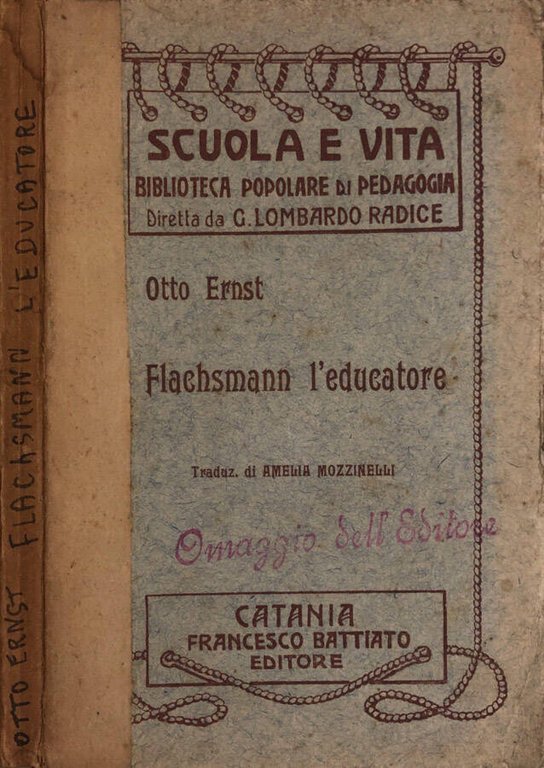 OTTO ERNST FLACHSMANN L'EDUCATORE
SCUOLA E VITA
BIBLIOTECA POPOLARE DI PEDAGOGIA
Diretta da G. LOMBARDO RADICE
Otto Ernst
Flachsmann l'educatore
Traduz. di AMELIA MOZZINELLI
Omaggio dell'Editore
CATANIA
FRANCESCO BATTIATO
EDITORE